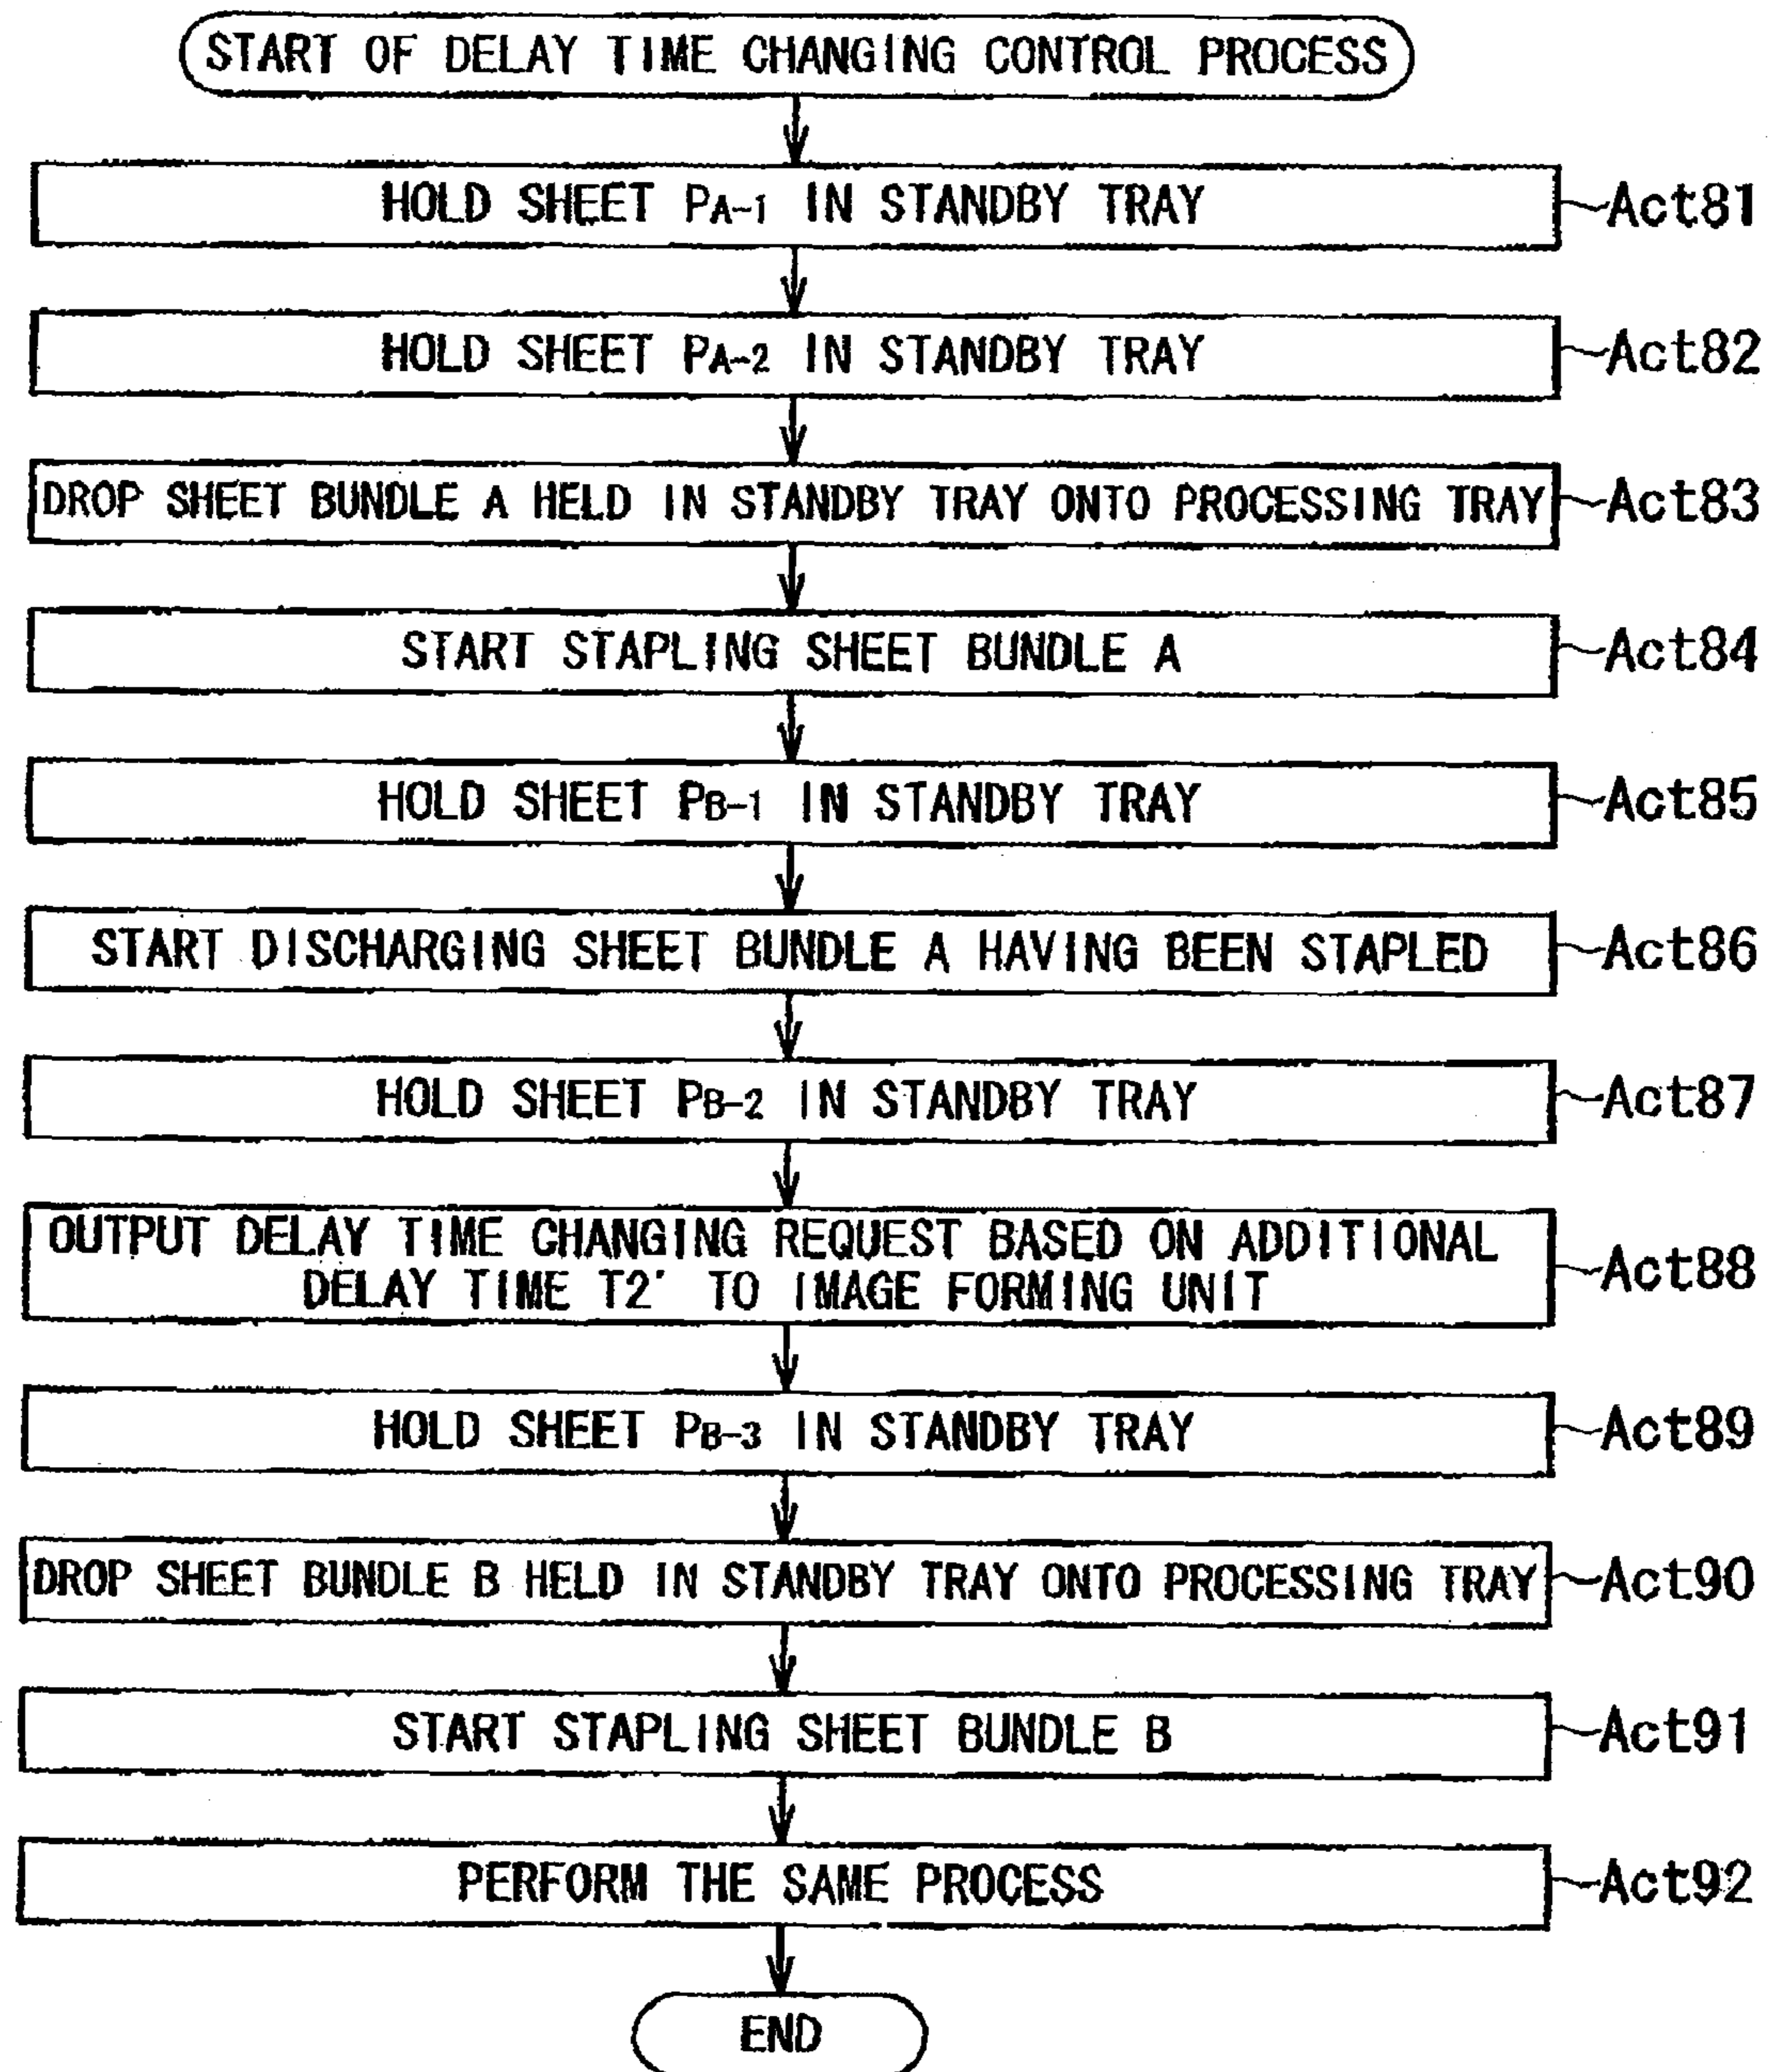 START OF DELAY TIME CHANGING CONTROL PROCESS
HOLD SHEET PA-1 IN STANDBY TRAY
Act81
HOLD SHEET PA-2 IN STANDBY TRAY
Act82
DROP SHEET BUNDLE A HELD IN STANDBY TRAY ONTO PROCESSING TRAY
Act83
START STAPLING SHEET BUNDLE A
Act84
HOLD SHEET PB-1 IN STANDBY TRAY
Act85
START DISCHARGING SHEET BUNDLE A HAVING BEEN STAPLED
Act86
HOLD SHEET PB-2 IN STANDBY TRAY
Act87
OUTPUT DELAY TIME CHANGING REQUEST BASED ON ADDITIONAL
DELAY TIME T2' TO IMAGE FORMING UNIT
Act88
HOLD SHEET PB-3 IN STANDBY TRAY
Act89
DROP SHEET BUNDLE B HELD IN STANDBY TRAY ONTO PROCESSING TRAY
Act90
START STAPLING SHEET BUNDLE B
Act91
PERFORM THE SAME PROCESS
Act92
END